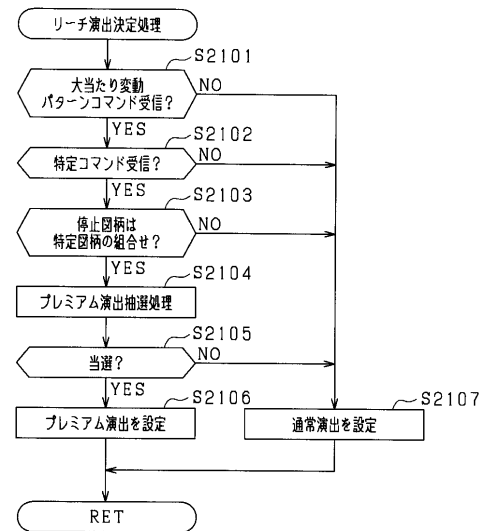 リーチ演出決定処理
S2101
大当たり変動
パターンコマンド受信?
NO
YES
S2102
特定コマンド受信?
NO
YES
S2103
停止図柄は
特定図柄の組合せ?
NO
YES
S2104
プレミアム演出抽選処理
S2105
当選?
NO
YES
S2106
プレミアム演出を設定
S2107
通常演出を設定
RET